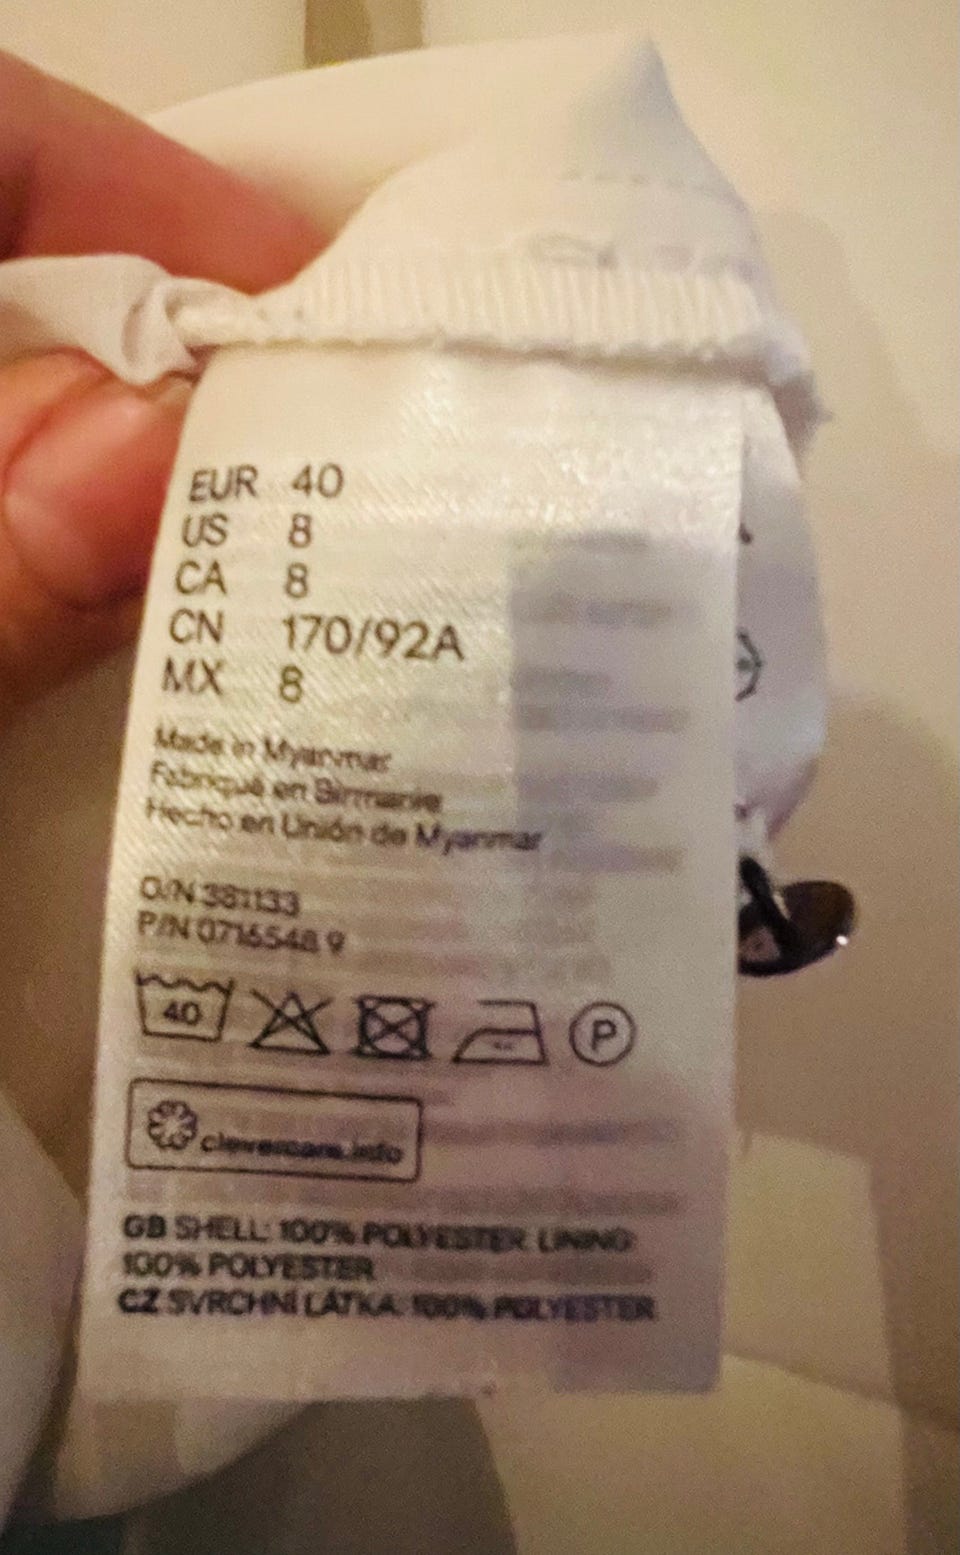 EUR 40
US 8
CA 8
CN 170/92A
MX 8
Made in Myanmar
Fabriqué en Birmanie
Hecho en Unión de Myanmar
O/N 381133
P/N 0716548 9
40
P
clevercare.info
GB SHELL: 100% POLYESTER LINING:
100% POLYESTER
CZ SVRCHNÍ LÁTKA: 100% POLYESTER